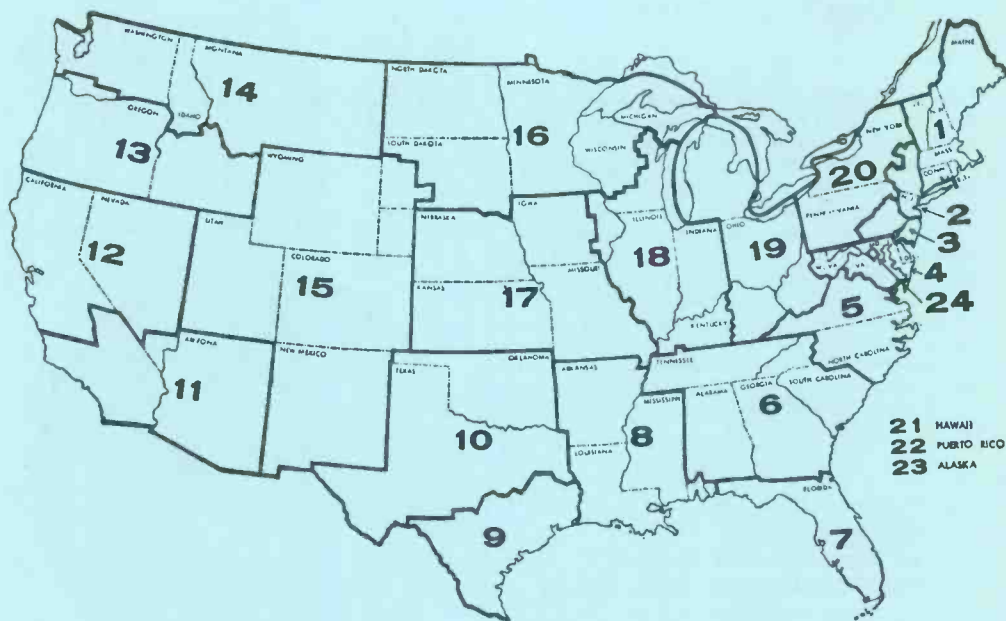 WASHINGTON
MONTANA
14
NORTH DAKOTA
MINNESOTA
MICHIGAN
MAINE
1
OREGON
IDAHO
13
SOUTH DAKOTA
16
WISCONSIN
NEW YORK
MASS
CONN
R.I.
20
WYOMING
CALIFORNIA
NEVADA
UTAH
NEBRASKA
IOWA
ILLINOIS
INDIANA
OHIO
PENNSYLVANIA
2
3
12
COLORADO
15
KANSAS
17
MISSOURI
18
19
4
24
VA.
5
KENTUCKY
ARIZONA
NEW MEXICO
TEXAS
OKLAHOMA
ARKANSAS
TENNESSEE
NORTH CAROLINA
11
10
MISSISSIPPI
ALABAMA
GEORGIA
SOUTH CAROLINA
8
6
LOUISIANA
21 HAWAII
22 PUERTO RICO
23 ALASKA
FLORIDA
9
7